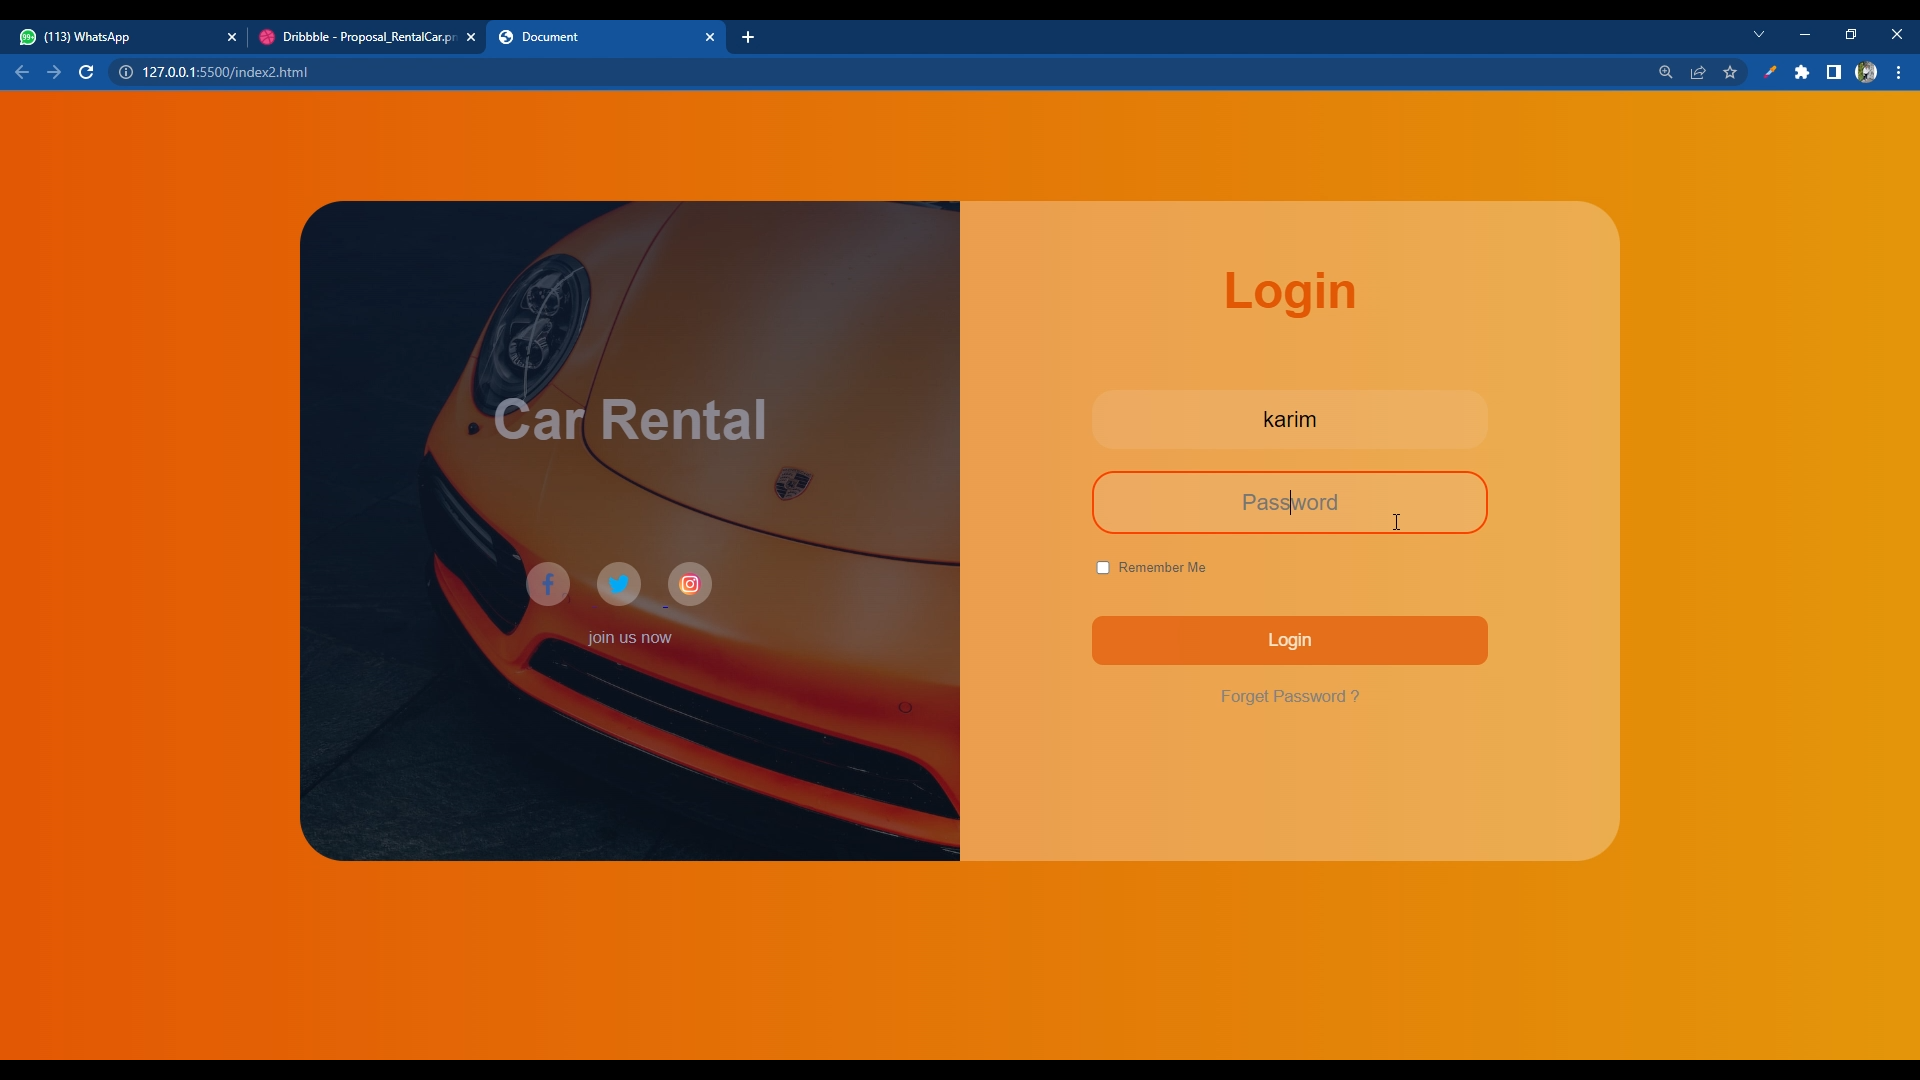 (113) WhatsApp
Dribbble - Proposal_RentalCar.pn
Document
127.0.0.1:5500/index2.html
Login
karim
Car Rental
Password
Remember Me
join us now
Login
Forget Password ?